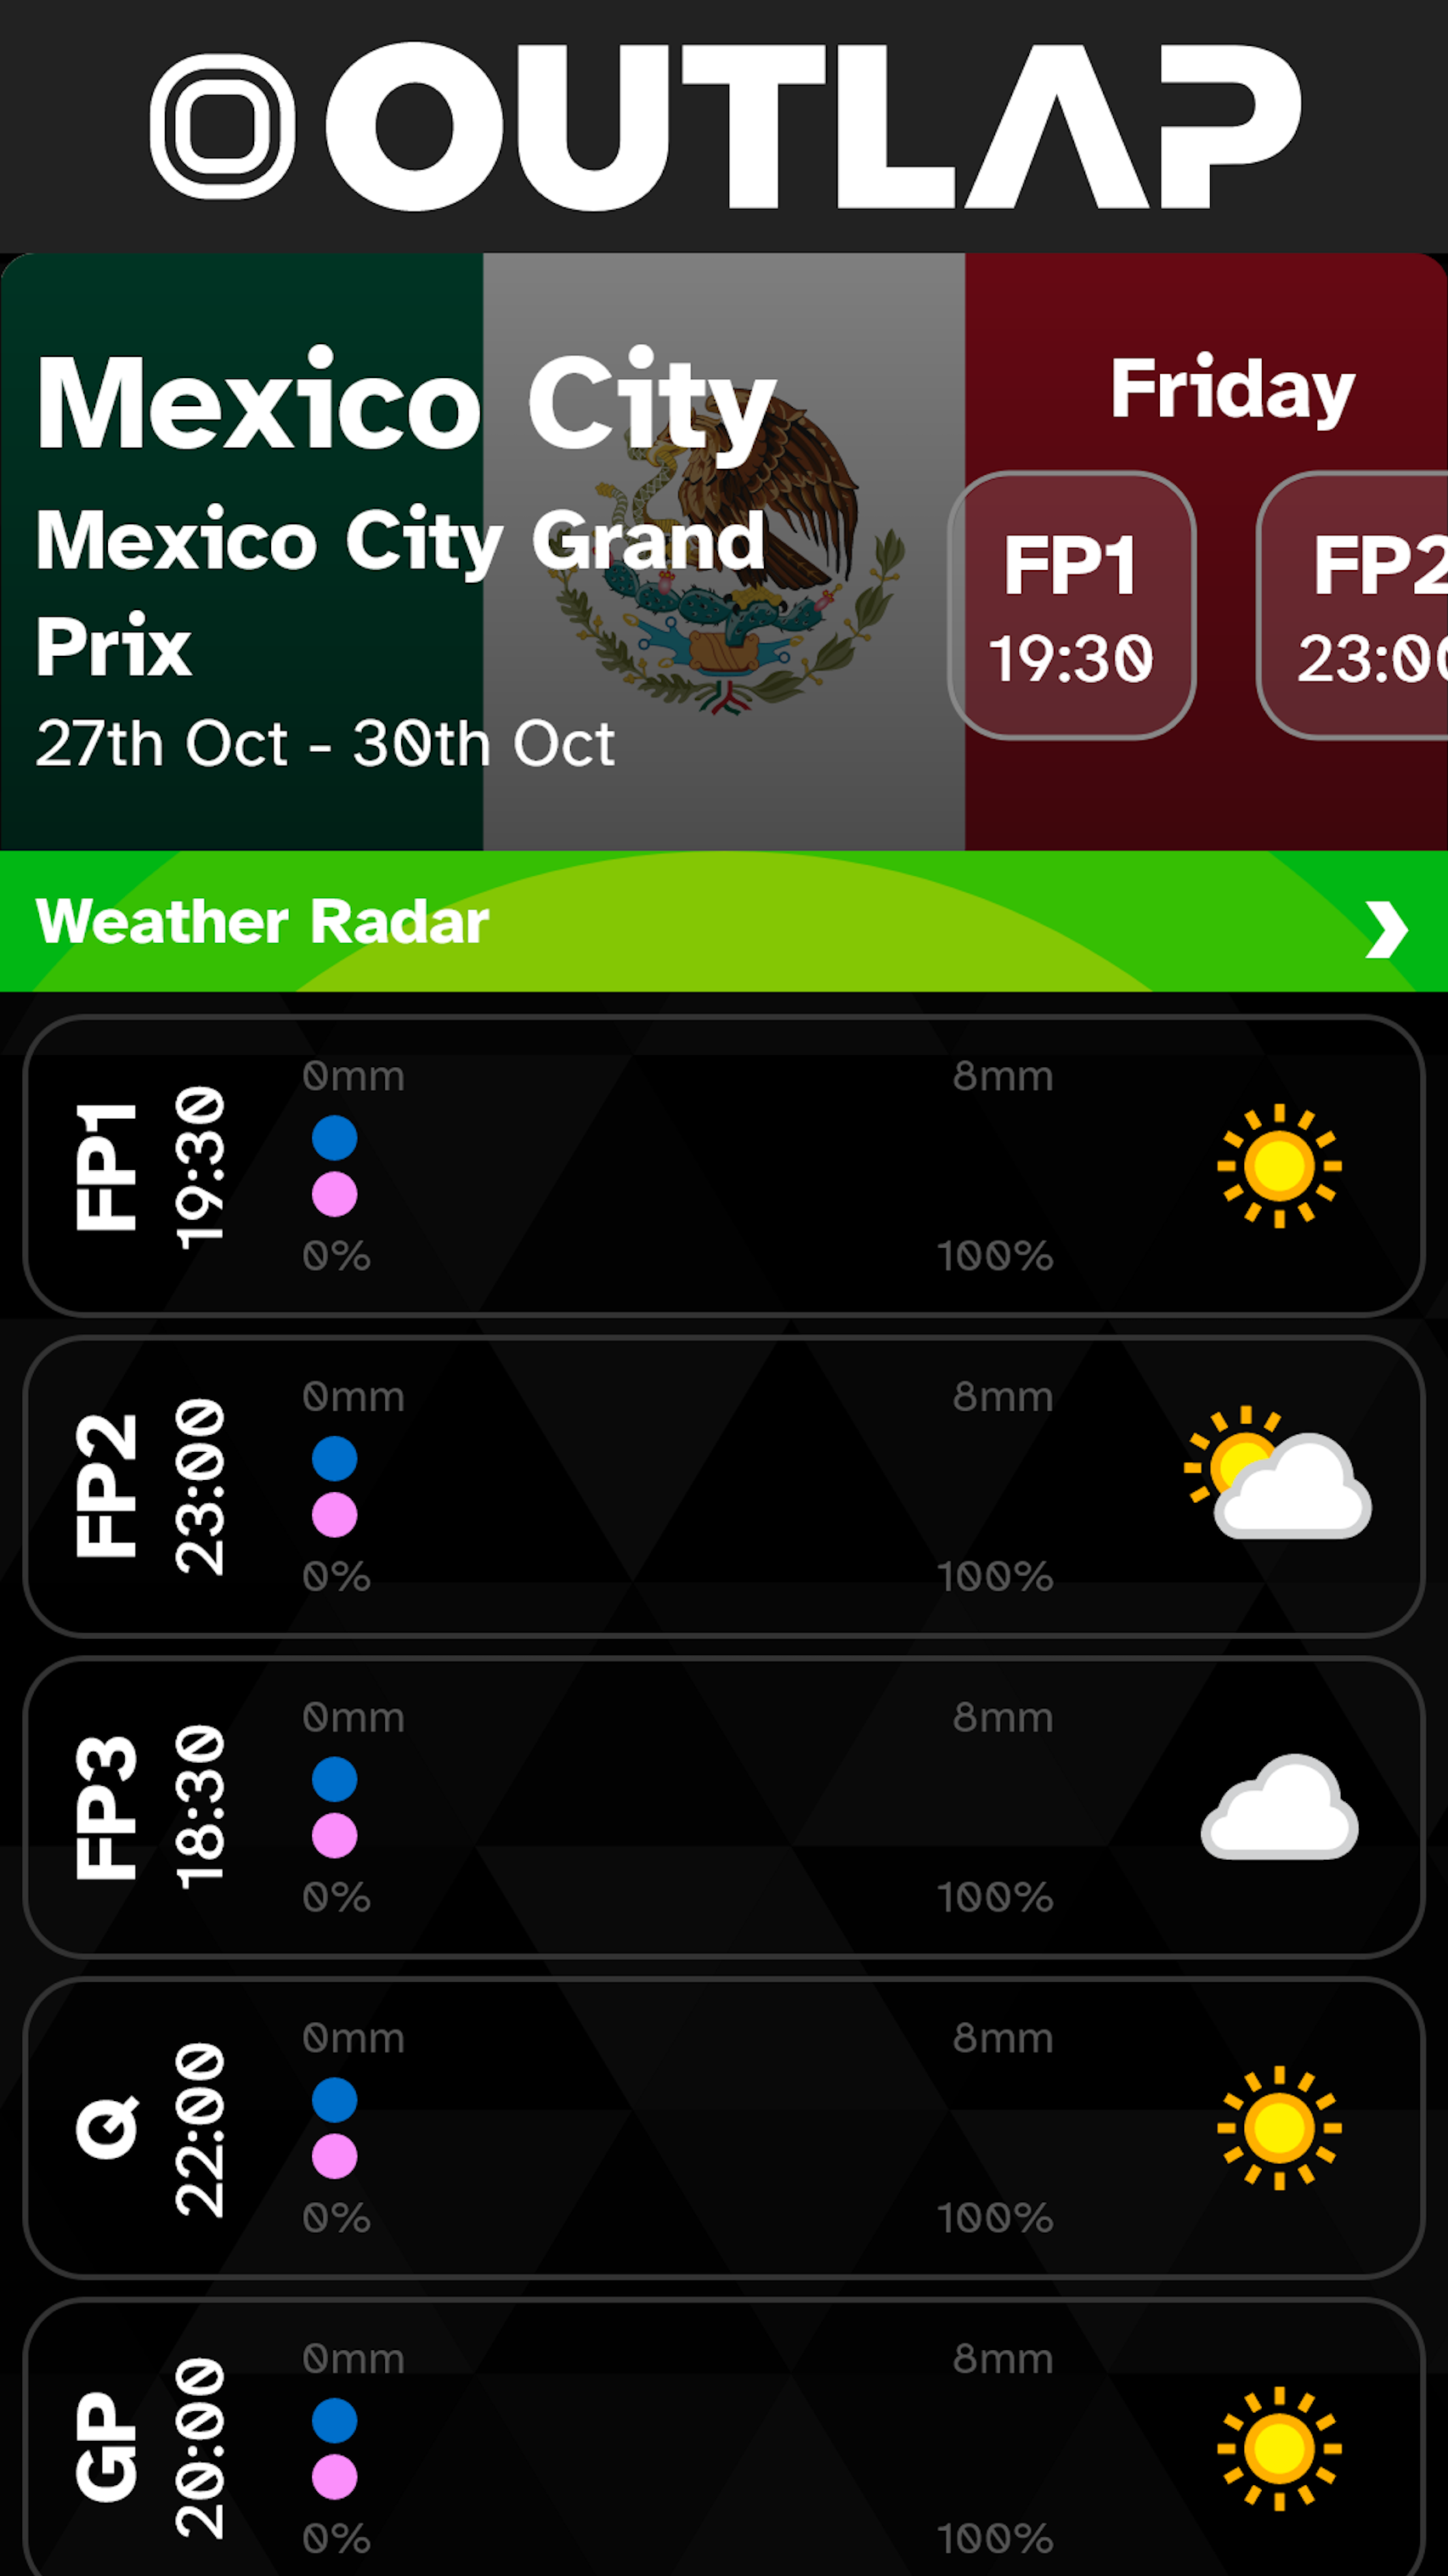 OUTLAP
Mexico City
Mexico City Grand
Prix
27th Oct - 30th Oct
Friday
FP1
19:30
FP2
23:00
Weather Radar
FP1
19:30
0mm
8mm
0%
100%
FP2
23:00
0mm
8mm
0%
100%
FP3
18:30
0mm
8mm
0%
100%
Q
22:00
0mm
8mm
0%
100%
GP
20:00
0mm
8mm
0%
100%